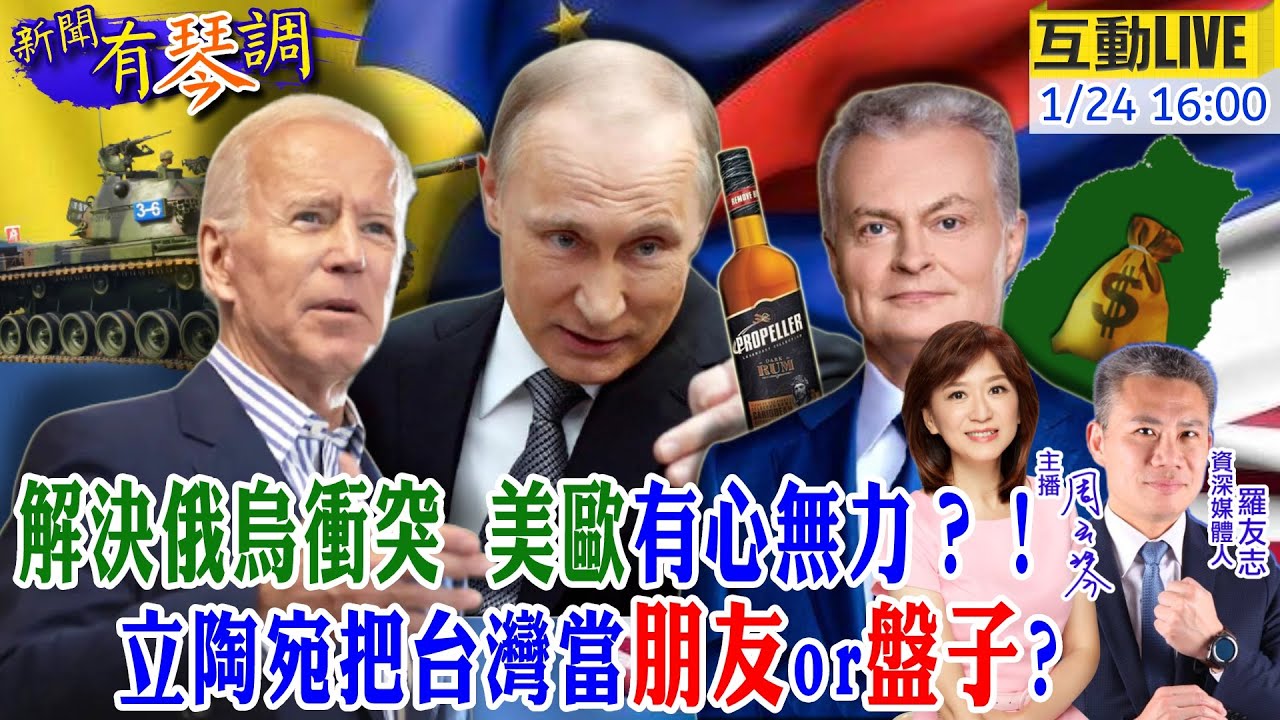 新聞有琴調
互動LIVE
1/24 16:00
3-6
REMOVE
PROPELLER
DARK
RUM
主播
周玉琴
資深媒體人
羅友志
解決俄烏衝突 美歐有心無力？！
立陶宛把台灣當朋友or盤子?